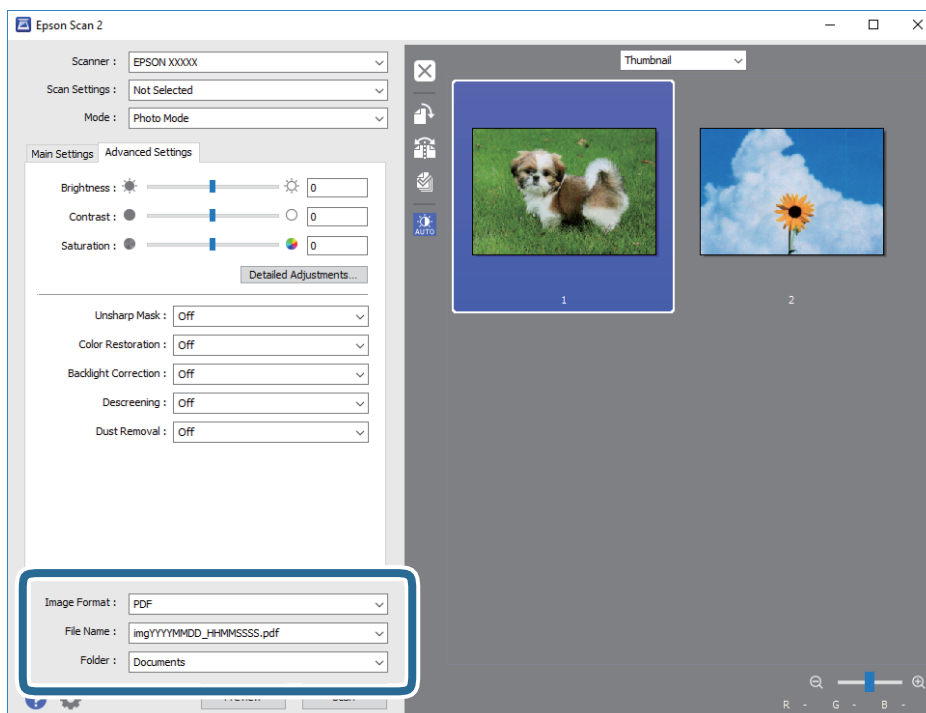 Epson Scan 2
Scanner : EPSON XXXXX
Scan Settings : Not Selected
Mode : Photo Mode
Main Settings Advanced Settings
Brightness : 0
Contrast : 0
Saturation : 0
Detailed Adjustments...
Unsharp Mask : Off
Color Restoration : Off
Backlight Correction : Off
Descreening : Off
Dust Removal : Off
Image Format : PDF
File Name : imgYYYYMMDD_HHMMSSSS.pdf
Folder : Documents
Thumbnail
AUTO
1
2
R - G - B -